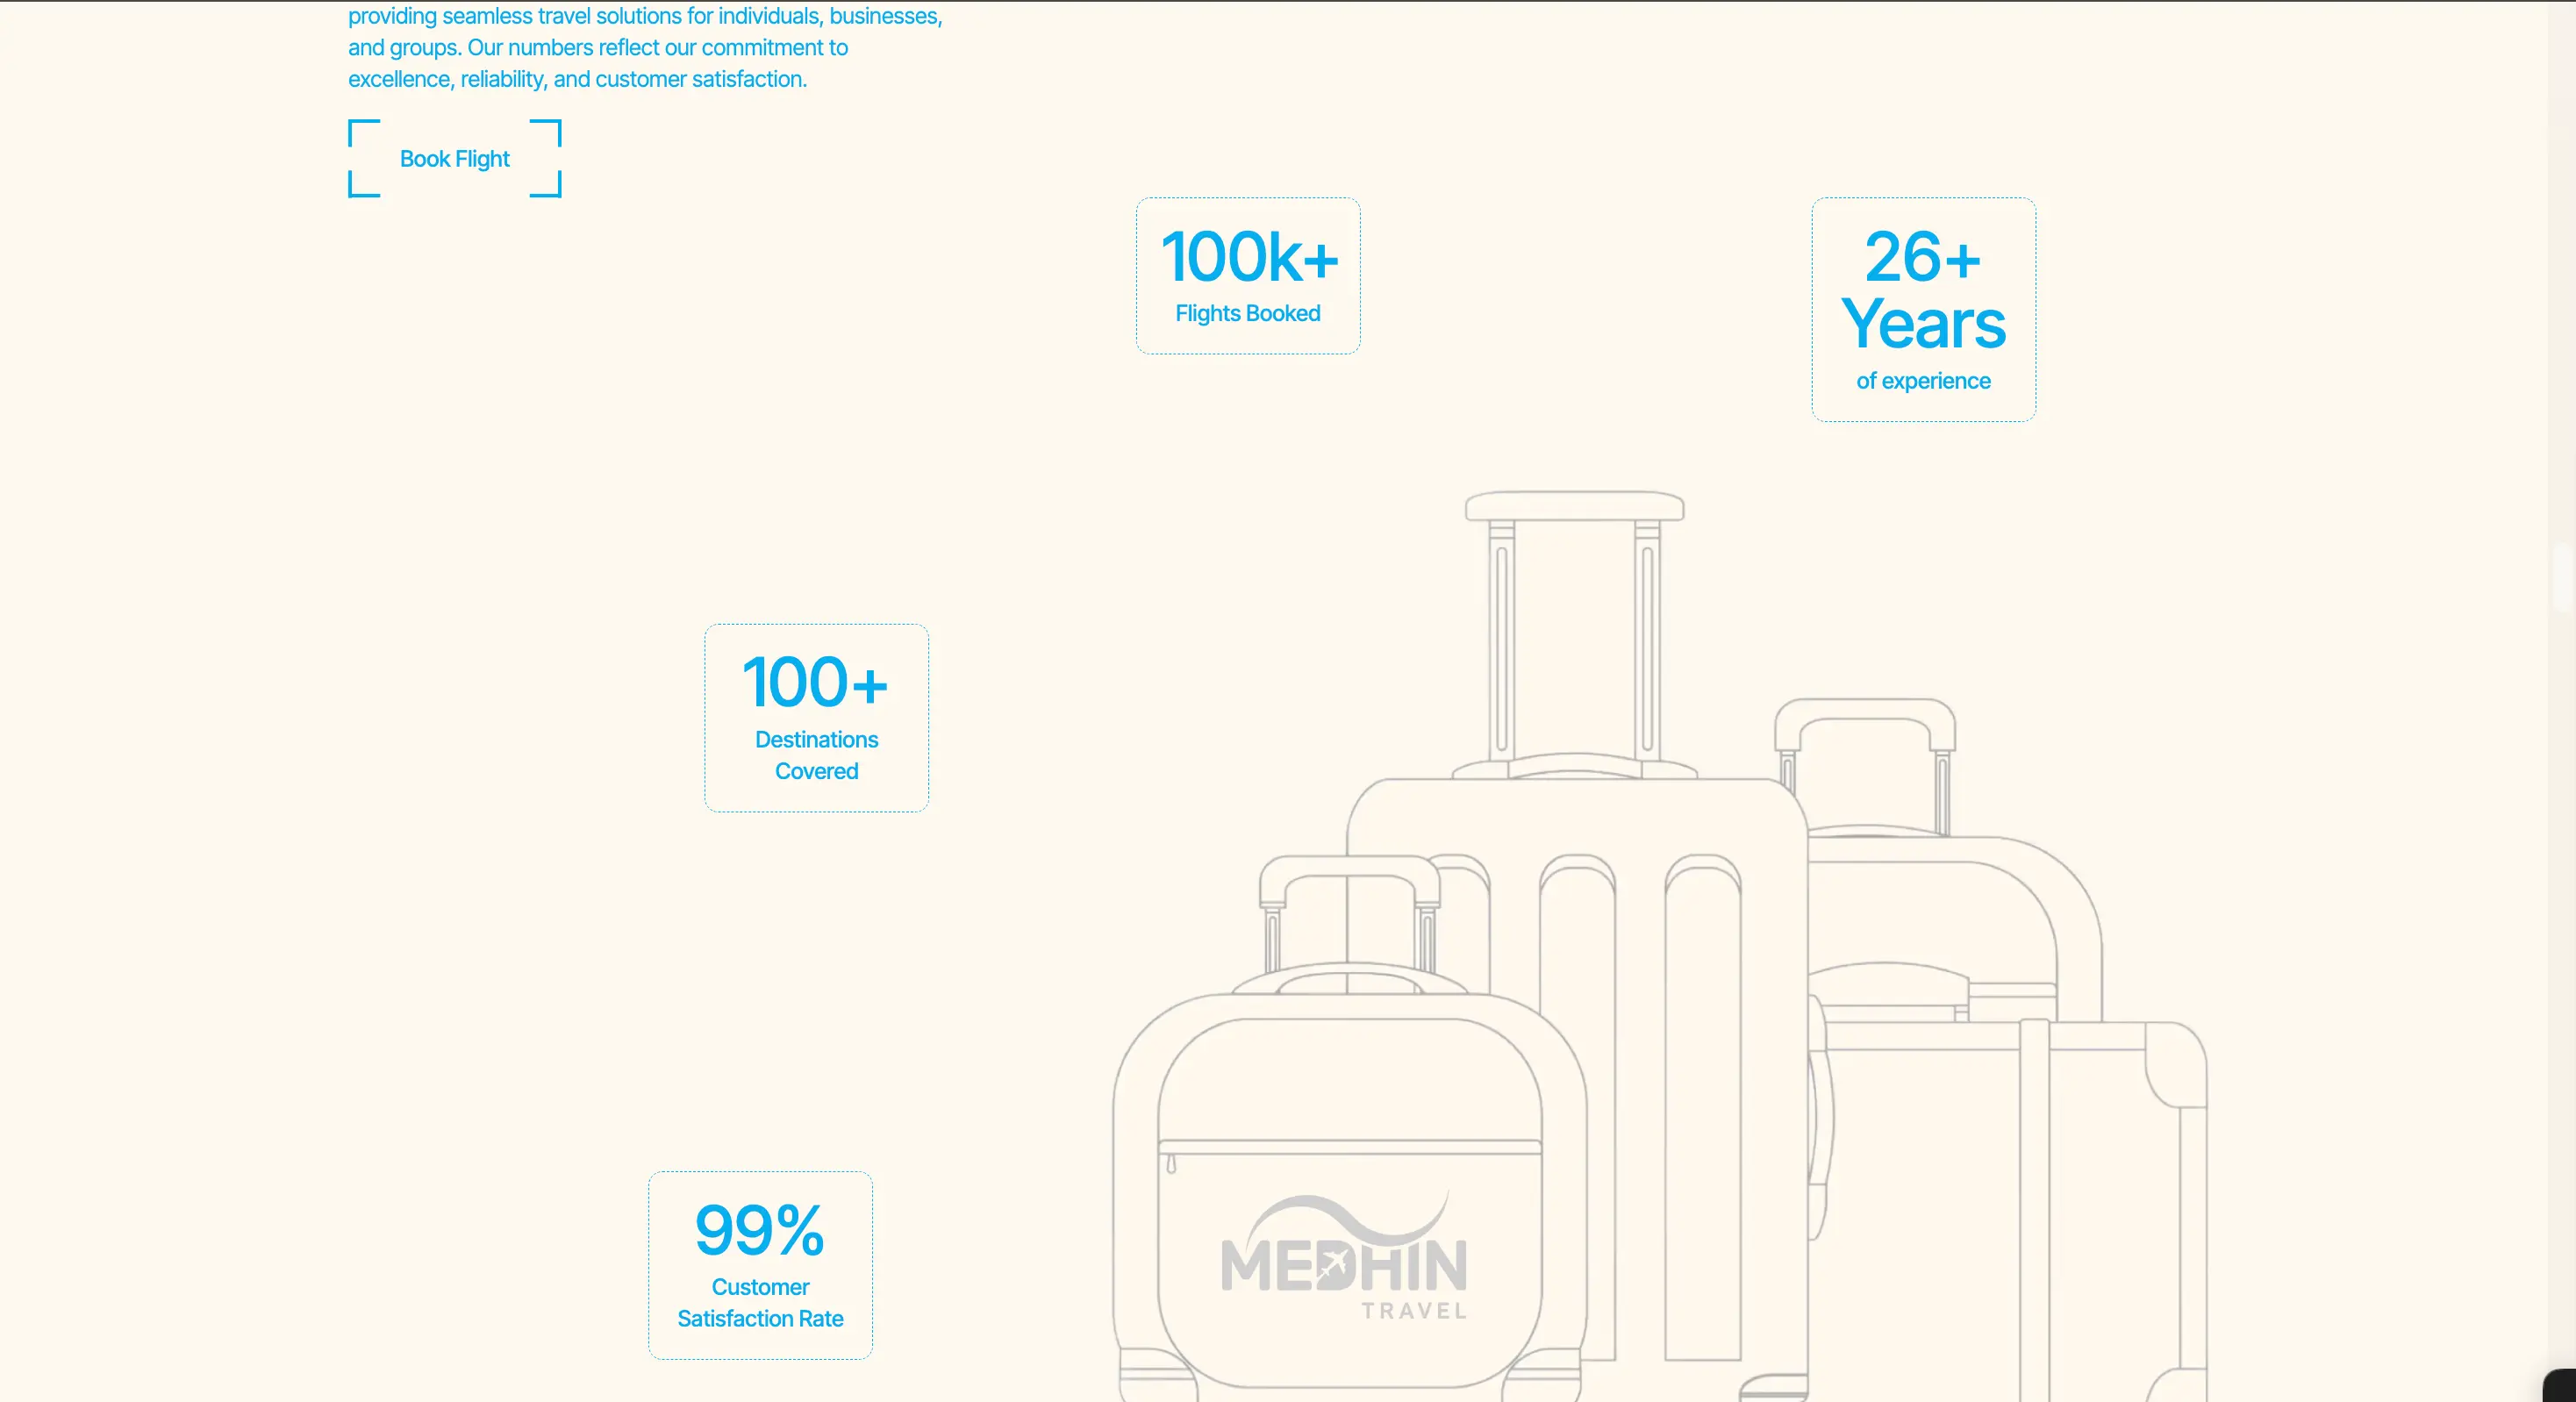 providing seamless travel solutions for individuals, businesses,
and groups. Our numbers reflect our commitment to
excellence, reliability, and customer satisfaction.
Book Flight
100k+
Flights Booked
26+
Years
of experience
100+
Destinations
Covered
99%
Customer
Satisfaction Rate
MEDHIN
TRAVEL